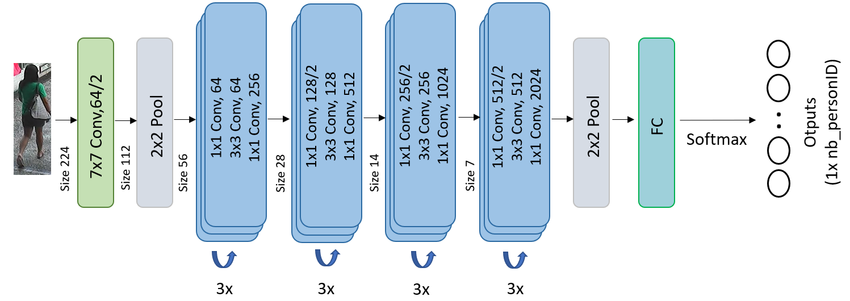 Size 224
7x7 Conv,64/2
Size 112
2x2 Pool
Size 56
1x1 Conv, 64
3x3 Conv, 64
1x1 Conv, 256
3x
Size 28
1x1 Conv, 128/2
3x3 Conv, 128
1x1 Conv, 512
3x
Size 14
1x1 Conv, 256/2
3x3 Conv, 256
1x1 Conv, 1024
3x
Size 7
1x1 Conv, 512/2
3x3 Conv, 512
1x1 Conv, 2024
3x
2x2 Pool
FC
Softmax
Otputs
(1x nb_personID)